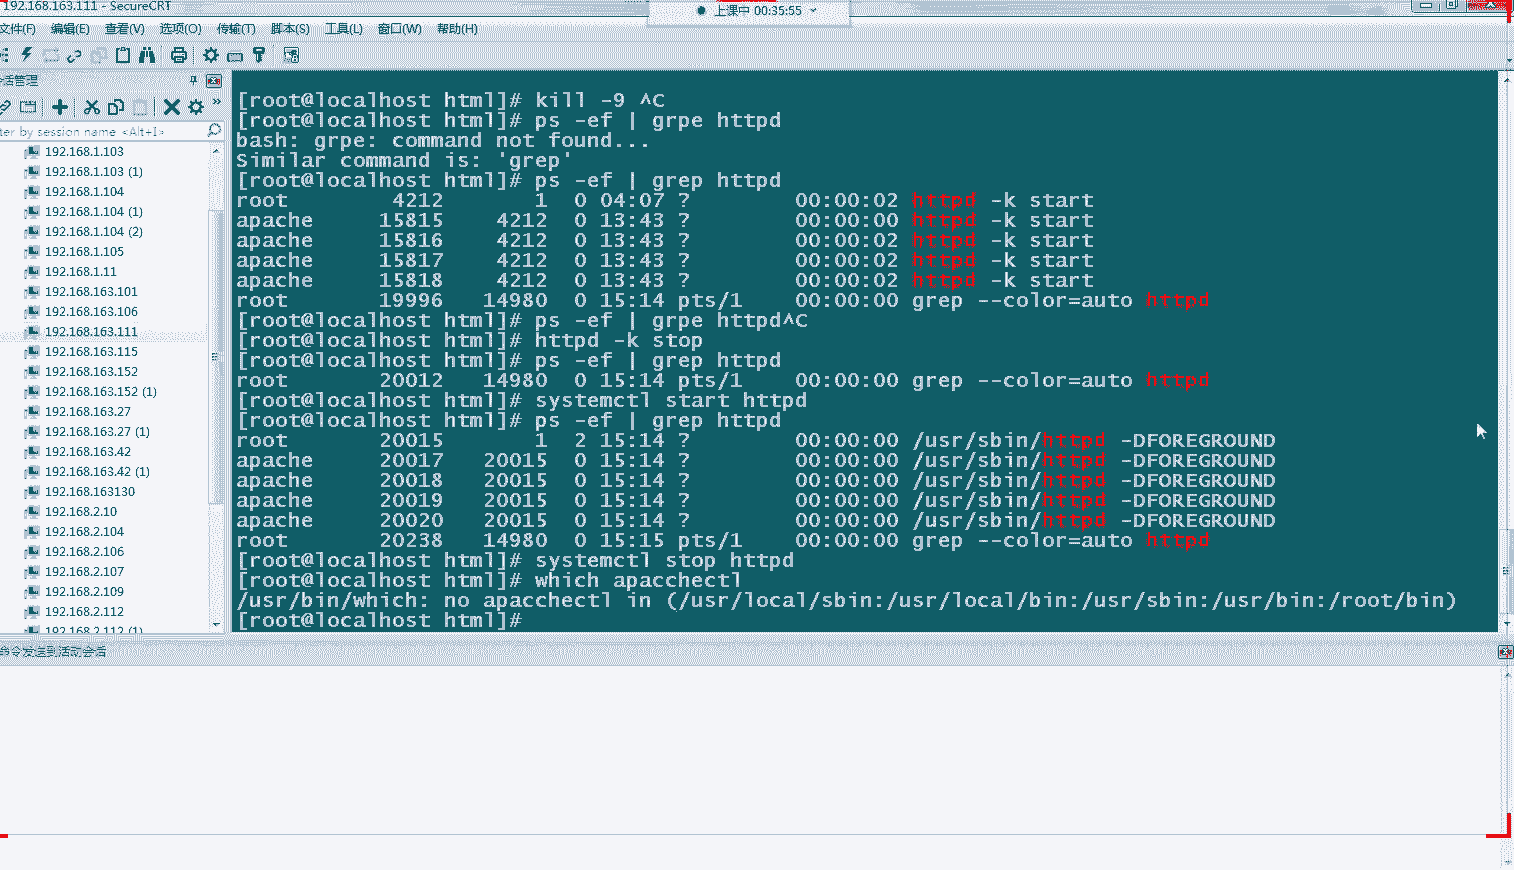 192.168.163.111 - SecureCRT
上课中 00:35:55
文件(F) 编辑(E) 查看(V) 选项(O) 传输(T) 脚本(S) 工具(L) 窗口(W) 帮助(H)
话管理
ter by session name <Alt+I>
192.168.1.103
192.168.1.103 (1)
192.168.1.104
192.168.1.104 (1)
192.168.1.104 (2)
192.168.1.105
192.168.1.11
192.168.163.101
192.168.163.106
192.168.163.111
192.168.163.115
192.168.163.152
192.168.163.152 (1)
192.168.163.27
192.168.163.27 (1)
192.168.163.42
192.168.163.42 (1)
192.168.163130
192.168.2.10
192.168.2.104
192.168.2.106
192.168.2.107
192.168.2.109
192.168.2.112
192.168.2.112 (1)
[root@localhost html]# kill -9 ^C
[root@localhost html]# ps -ef | grpe httpd
bash: grpe: command not found...
Similar command is: 'grep'
[root@localhost html]# ps -ef | grep httpd
root 4212 1 0 04:07 ? 00:00:02 httpd -k start
apache 15815 4212 0 13:43 ? 00:00:00 httpd -k start
apache 15816 4212 0 13:43 ? 00:00:02 httpd -k start
apache 15817 4212 0 13:43 ? 00:00:02 httpd -k start
apache 15818 4212 0 13:43 ? 00:00:02 httpd -k start
root 19996 14980 0 15:14 pts/1 00:00:00 grep --color=auto httpd
[root@localhost html]# ps -ef | grpe httpd^C
[root@localhost html]# httpd -k stop
[root@localhost html]# ps -ef | grep httpd
root 20012 14980 0 15:14 pts/1 00:00:00 grep --color=auto httpd
[root@localhost html]# systemctl start httpd
[root@localhost html]# ps -ef | grep httpd
root 20015 1 2 15:14 ? 00:00:00 /usr/sbin/httpd -DFOREGROUND
apache 20017 20015 0 15:14 ? 00:00:00 /usr/sbin/httpd -DFOREGROUND
apache 20018 20015 0 15:14 ? 00:00:00 /usr/sbin/httpd -DFOREGROUND
apache 20019 20015 0 15:14 ? 00:00:00 /usr/sbin/httpd -DFOREGROUND
apache 20020 20015 0 15:14 ? 00:00:00 /usr/sbin/httpd -DFOREGROUND
root 20238 14980 0 15:15 pts/1 00:00:00 grep --color=auto httpd
[root@localhost html]# systemctl stop httpd
[root@localhost html]# which apacchectl
/usr/bin/which: no apacchectl in (/usr/local/sbin:/usr/local/bin:/usr/sbin:/usr/bin:/root/bin)
[root@localhost html]#
命令发送到活动会话